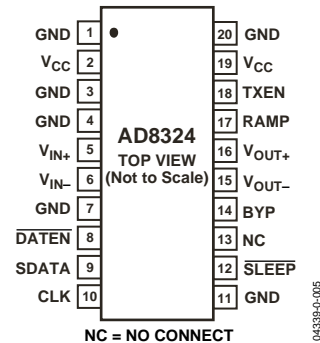 GND 1 20 GND
VCC 2 19 VCC
GND 3 18 TXEN
GND 4 17 RAMP
VIN+ 5 16 VOUT+
VIN– 6 15 VOUT–
GND 7 14 BYP
DATEN 8 13 NC
SDATA 9 12 SLEEP
CLK 10 11 GND
AD8324
TOP VIEW
(Not to Scale)
NC = NO CONNECT
04339-0-005